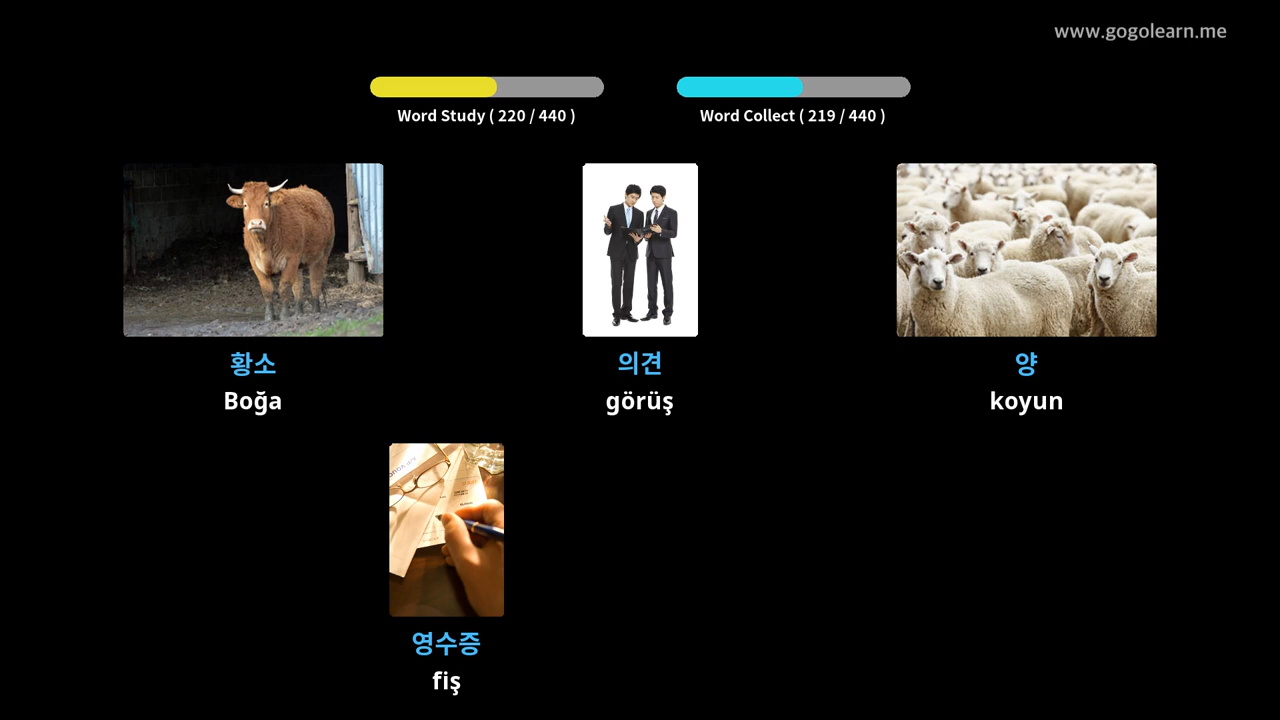 www.gogolearn.me
Word Study ( 220 / 440 )
Word Collect ( 219 / 440 )
황소
Boğa
의견
görüş
양
koyun
영수증
fiş